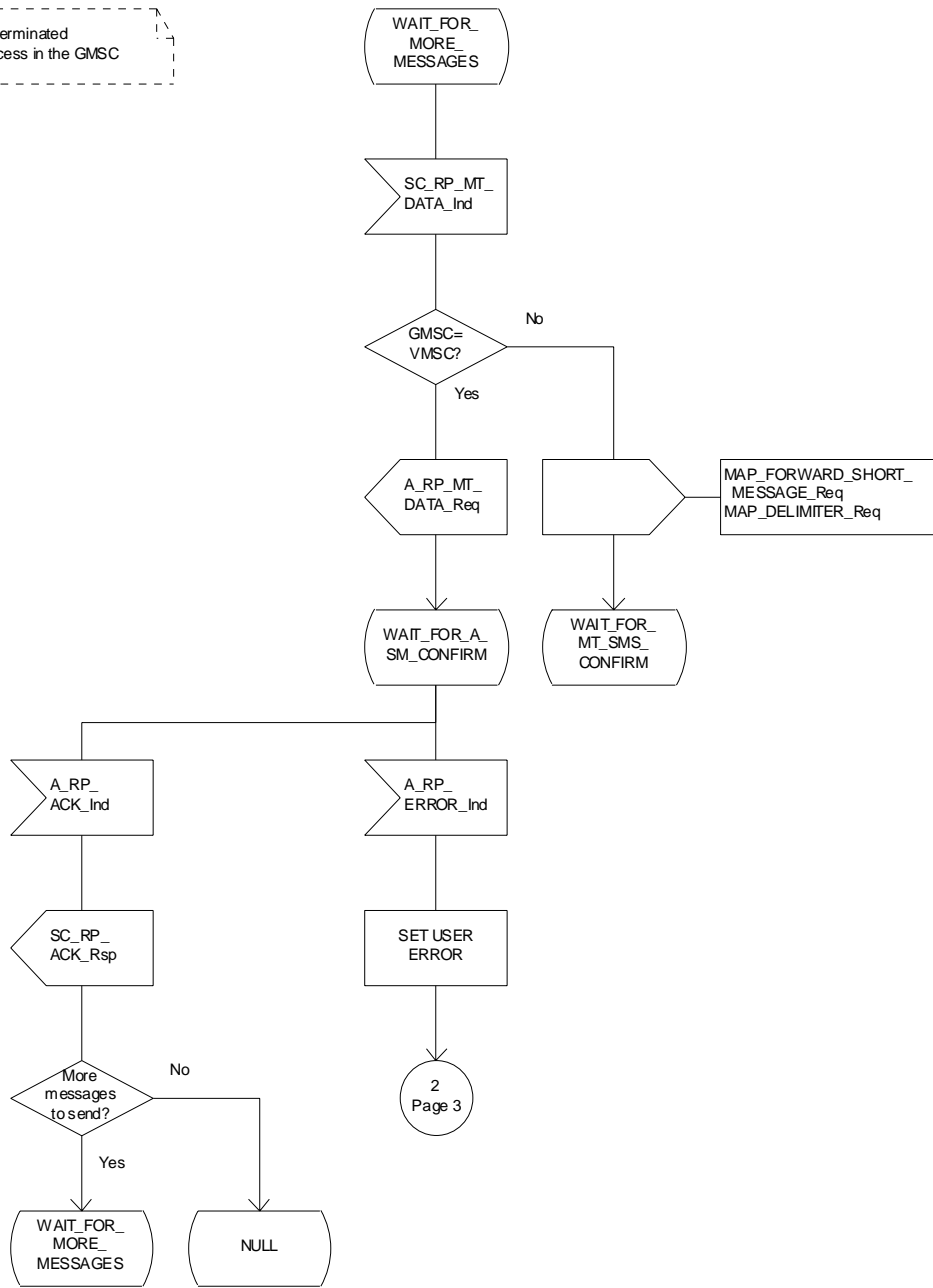 erminated
cess in the GMSC
WAIT_FOR_
MORE_
MESSAGES
SC_RP_MT_
DATA_Ind
GMSC=
VMSC?
No
Yes
A_RP_MT_
DATA_Req
MAP_FORWARD_SHORT_
MESSAGE_Req
MAP_DELIMITER_Req
WAIT_FOR_A_
SM_CONFIRM
WAIT_FOR_
MT_SMS_
CONFIRM
A_RP_
ACK_Ind
A_RP_
ERROR_Ind
SC_RP_
ACK_Rsp
SET USER
ERROR
More
messages
to send?
No
Yes
2
Page 3
WAIT_FOR_
MORE_
MESSAGES
NULL